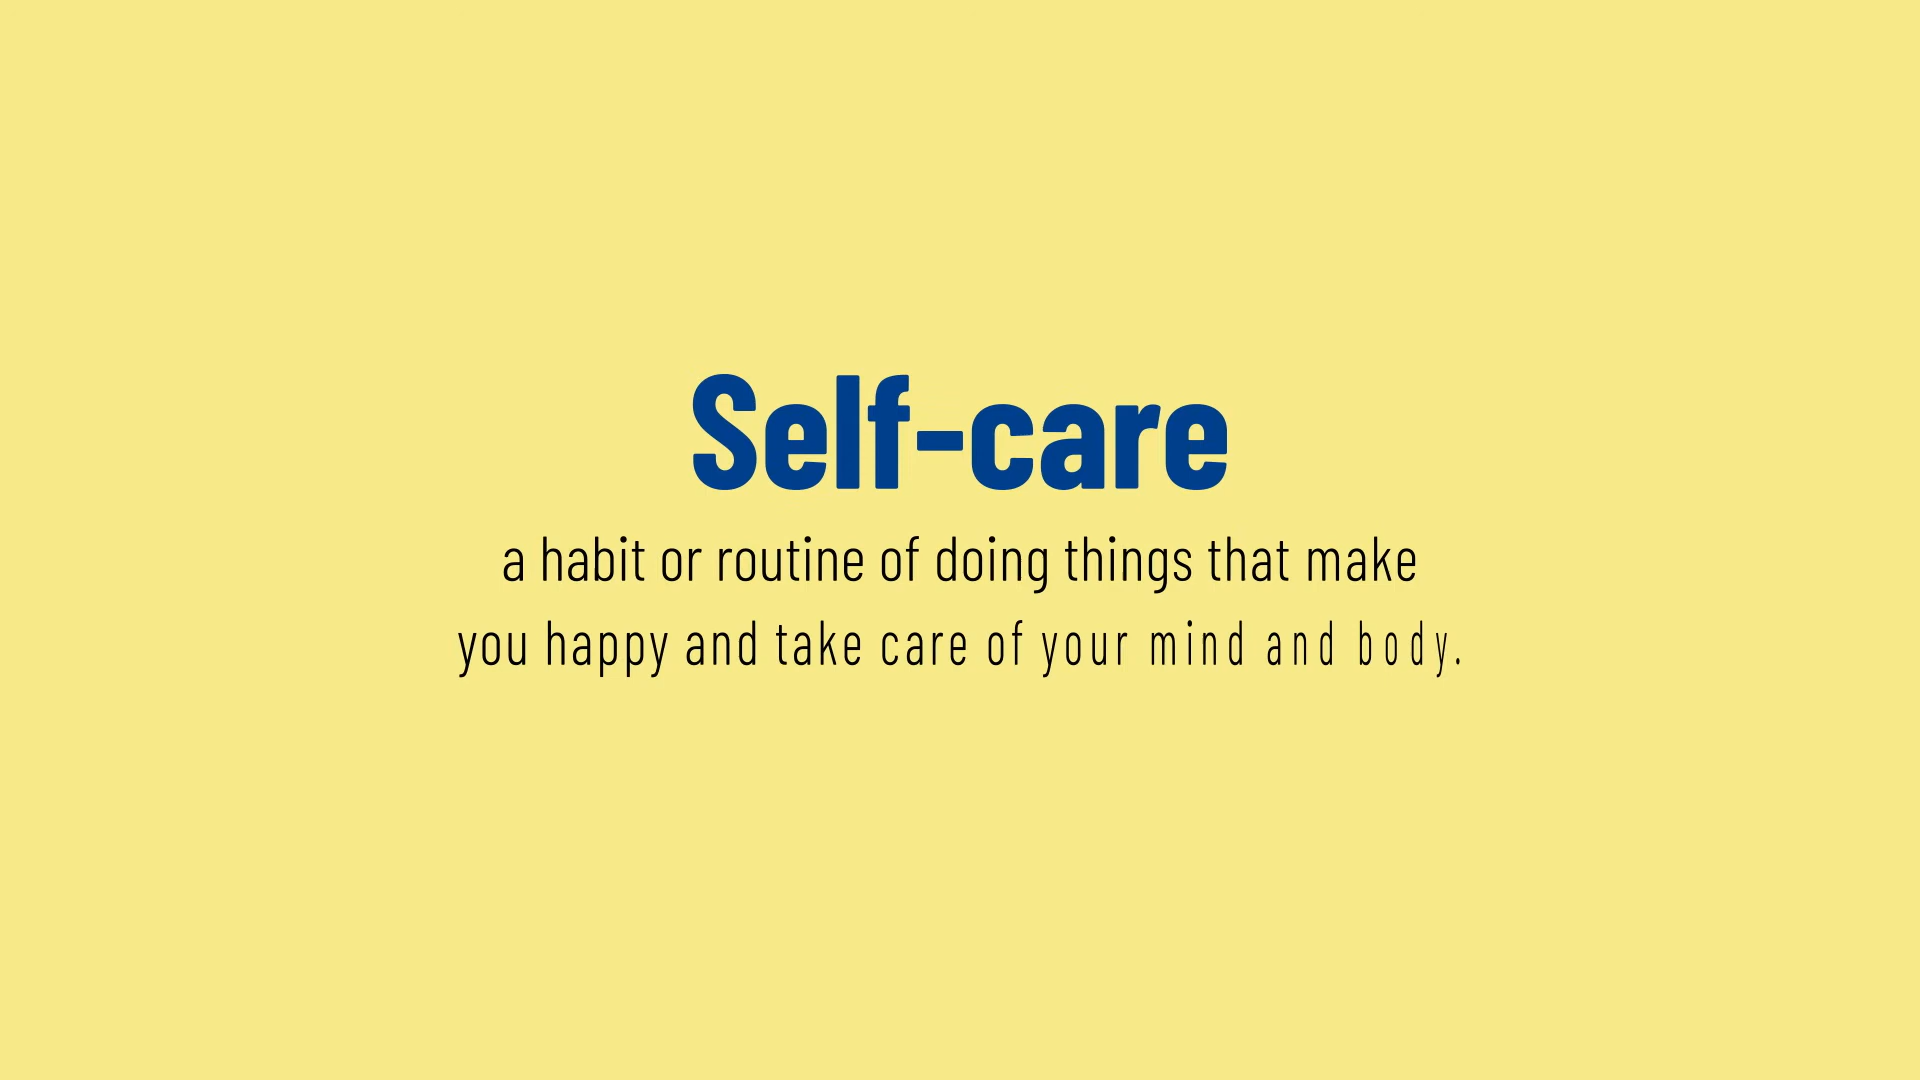 Self-care
a habit or routine of doing things that make
you happy and take care of your mind and body.